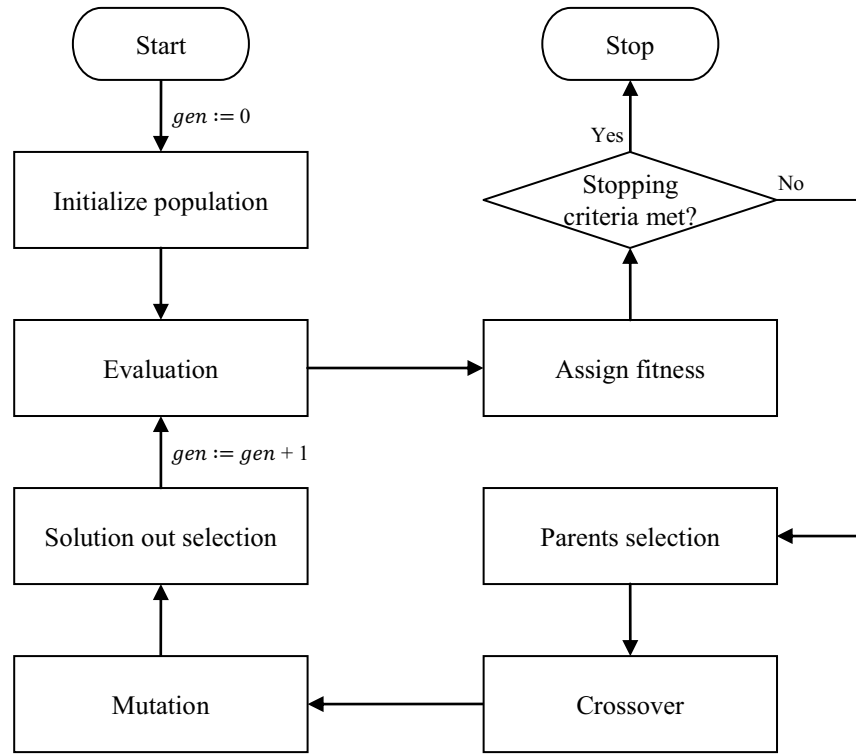 Start
gen := 0
Initialize population
Evaluation
gen := gen + 1
Solution out selection
Mutation
Stop
Yes
Stopping
criteria met?
No
Assign fitness
Parents selection
Crossover